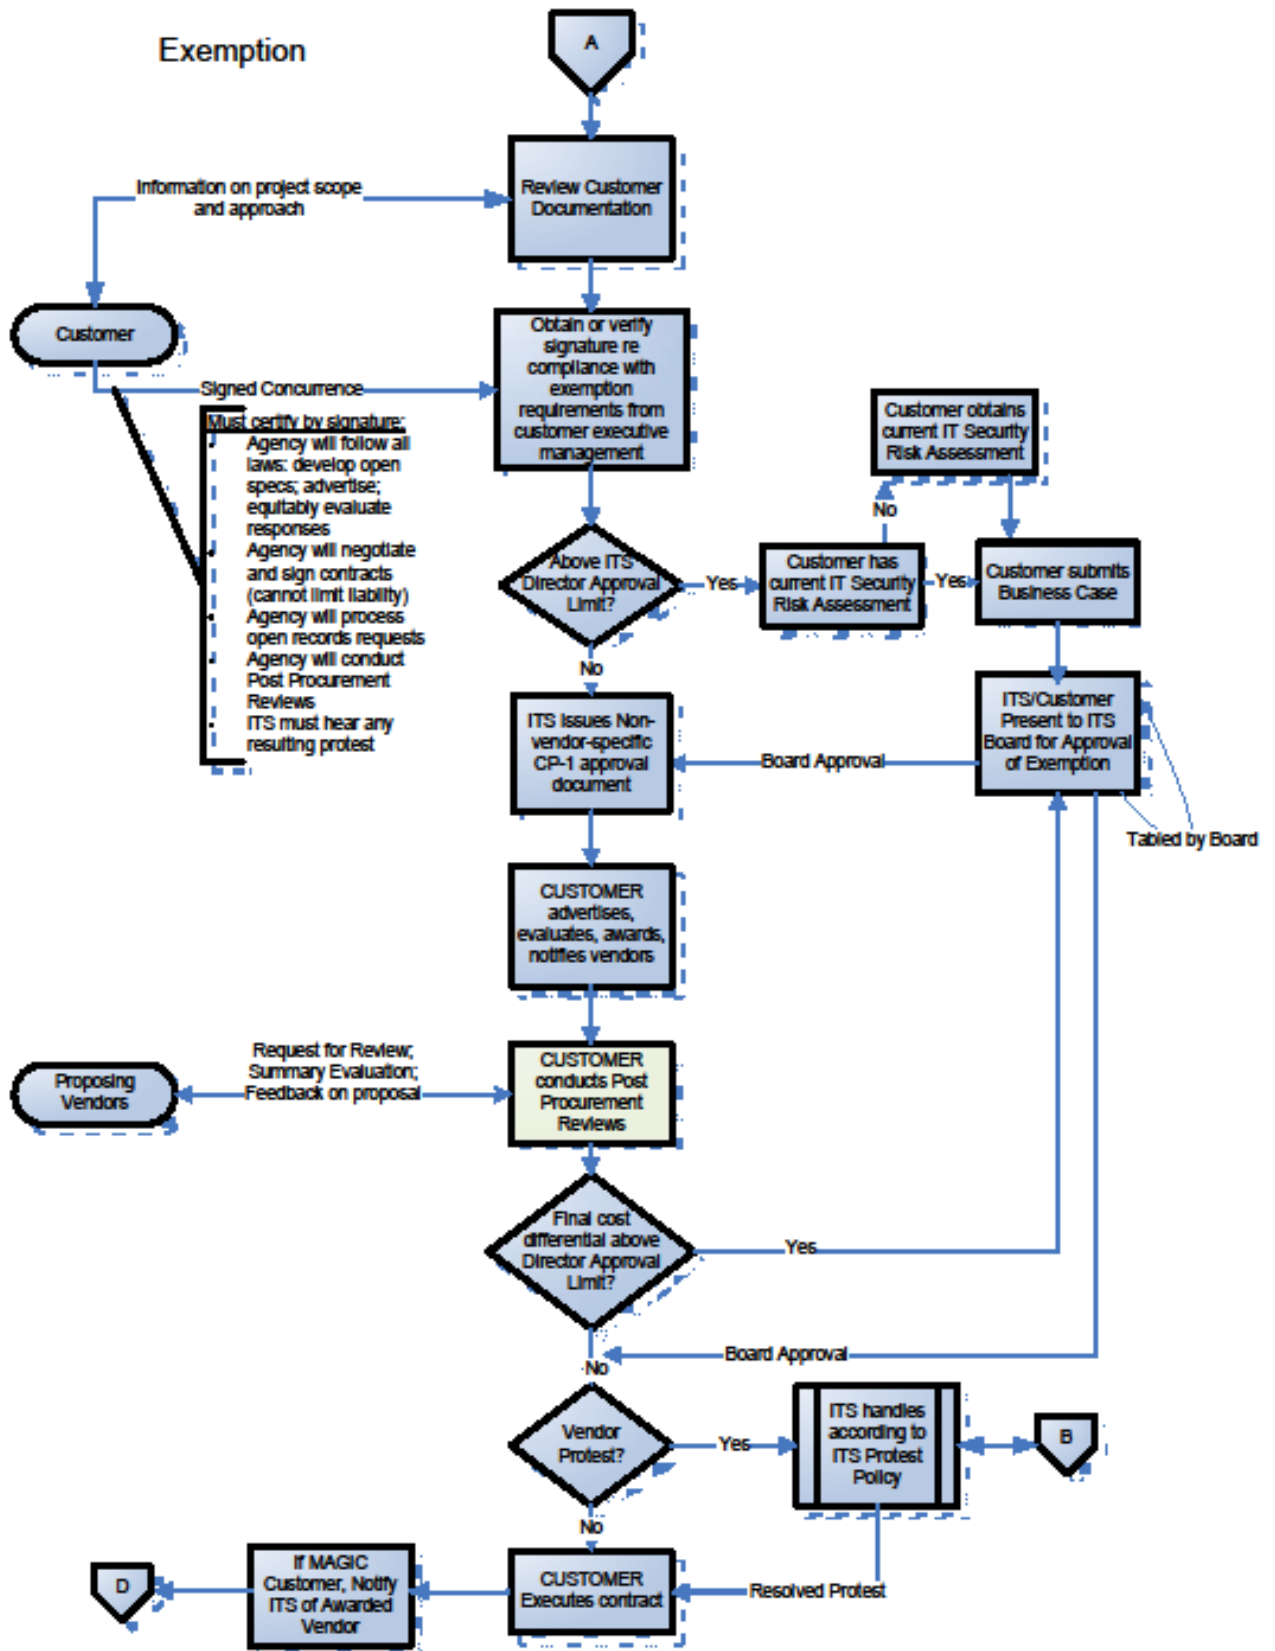 Exemption
A
Information on project scope
and approach
Review Customer
Documentation
Customer
Signed Concurrence
Obtain or verify
signature re
compliance with
exemption
requirements from
customer executive
management
Must certify by signature:
Agency will follow all
laws: develop open
specs; advertise;
equitably evaluate
responses
Agency will negotiate
and sign contracts
(cannot limit liability)
Agency will process
open records requests
Agency will conduct
Post Procurement
Reviews
ITS must hear any
resulting protest
Customer obtains
current IT Security
Risk Assessment
No
Above ITS
Director Approval
Limit?
Yes
Customer has
current IT Security
Risk Assessment
Yes
Customer submits
Business Case
No
ITS Issues Non-
vendor-specific
CP-1 approval
document
Board Approval
ITS/Customer
Present to ITS
Board for Approval
of Exemption
Tabled by Board
CUSTOMER
advertises,
evaluates, awards,
notifies vendors
Proposing
Vendors
Request for Review;
Summary Evaluation;
Feedback on proposal
CUSTOMER
conducts Post
Procurement
Reviews
Final cost
differential above
Director Approval
Limit?
Yes
Board Approval
No
Vendor
Protest?
Yes
ITS handles
according to
ITS Protest
Policy
B
No
D
If MAGIC
Customer, Notify
ITS of Awarded
Vendor
CUSTOMER
Executes contract
Resolved Protest